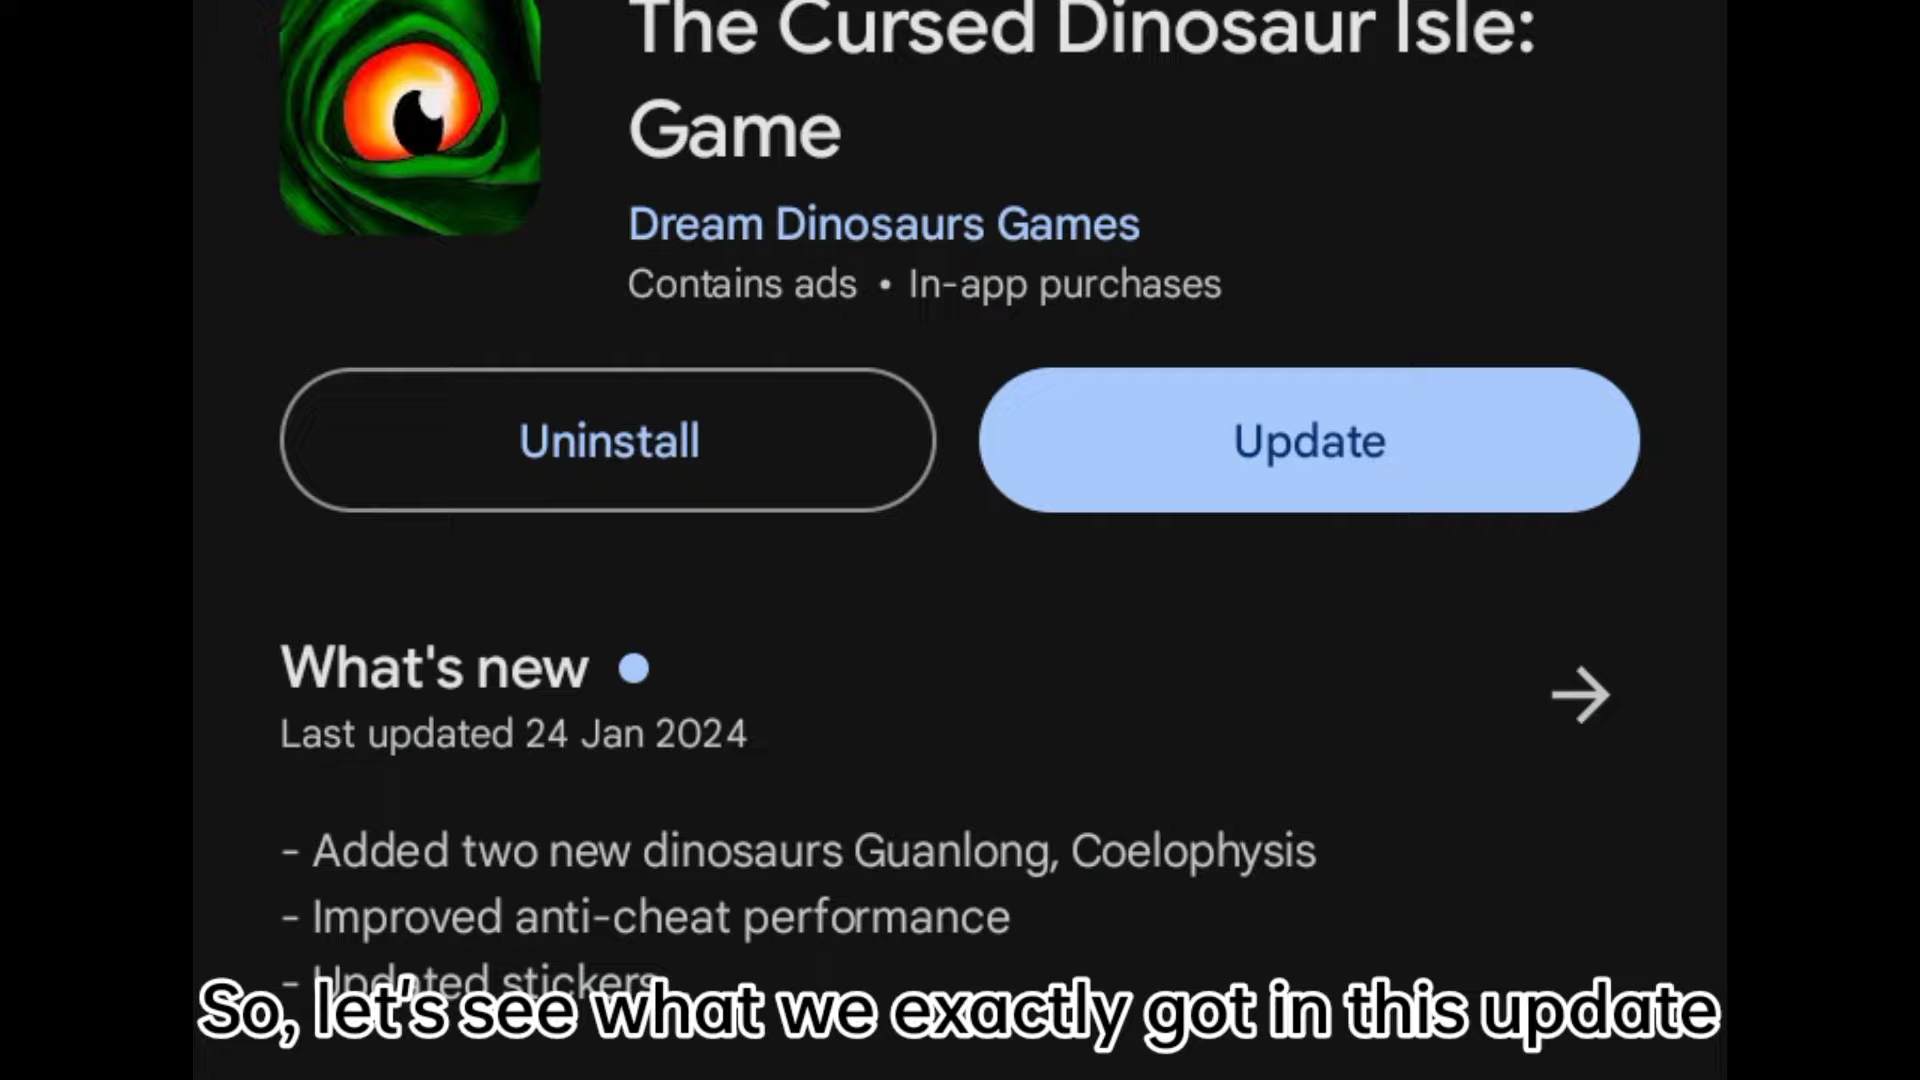 The Cursed Dinosaur Isle:
Game
Dream Dinosaurs Games
Contains ads • In-app purchases
Uninstall
Update
What's new
Last updated 24 Jan 2024
- Added two new dinosaurs Guanlong, Coelophysis
- Improved anti-cheat performance
- Updated stickers
So, let's see what we exactly got in this update